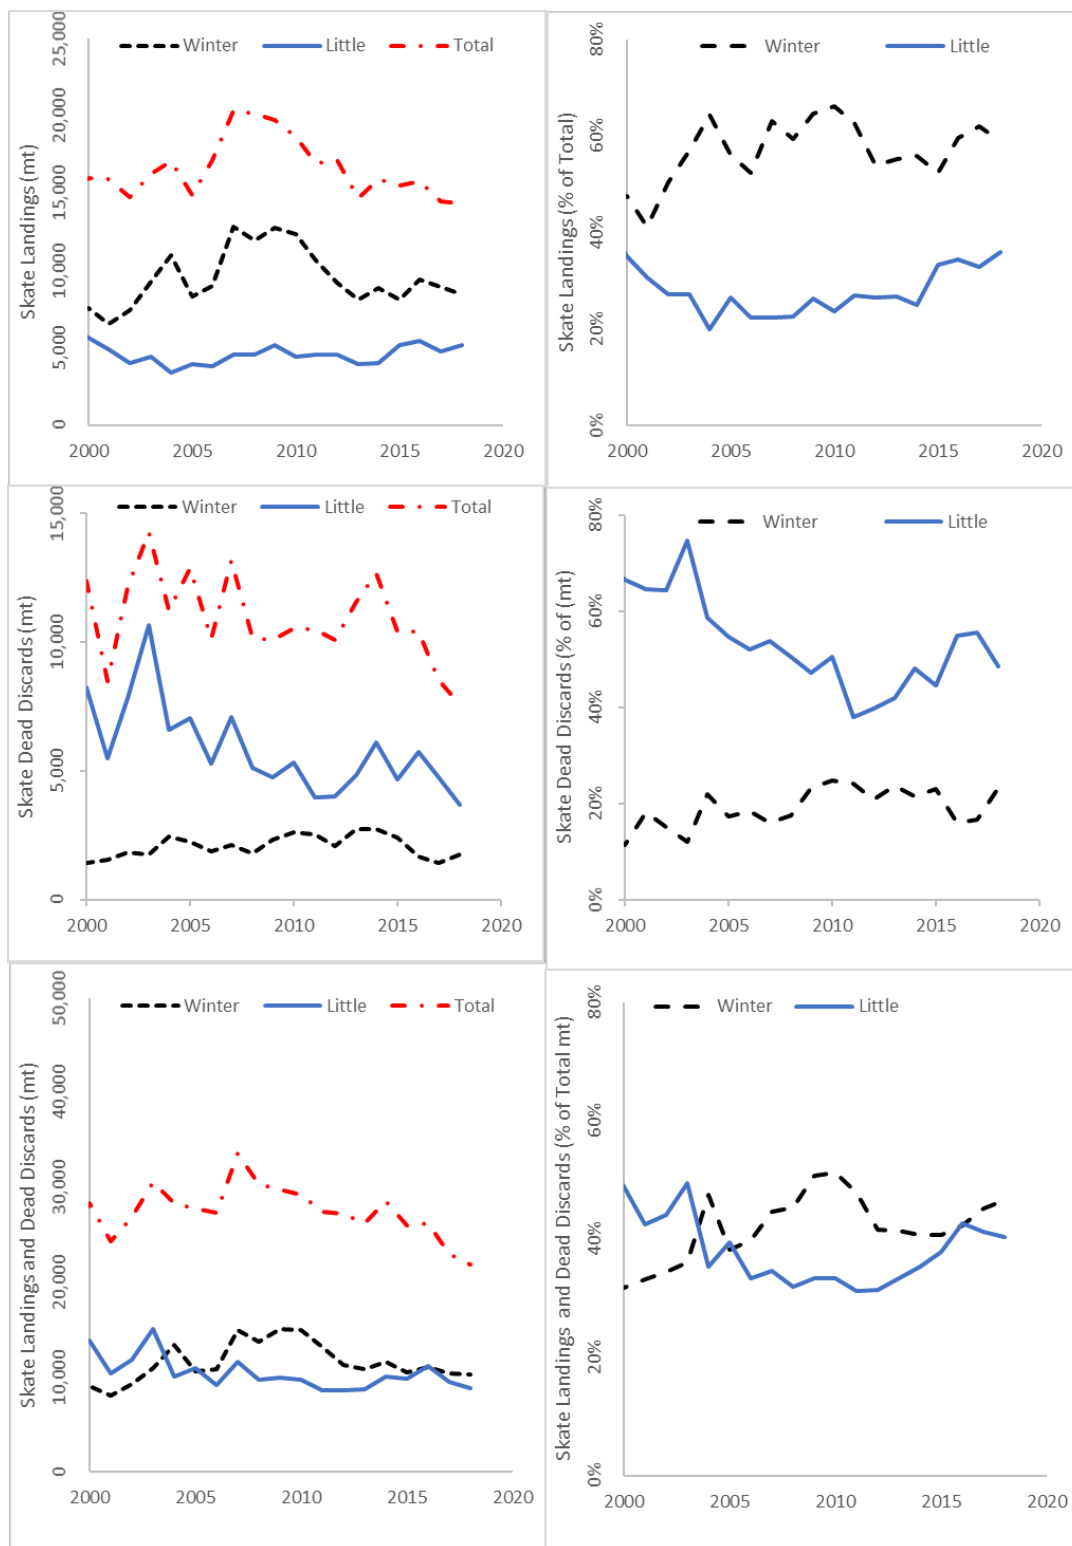 Winter Little Total
Skate Landings (mt)
25,000
20,000
15,000
10,000
5,000
0
2000 2005 2010 2015 2020
Winter Little
Skate Landings (% of Total)
80%
60%
40%
20%
0%
2000 2005 2010 2015 2020
Winter Little Total
Skate Dead Discards (mt)
15,000
10,000
5,000
0
2000 2005 2010 2015 2020
Winter Little
Skate Dead Discards (% of (mt)
80%
60%
40%
20%
0%
2000 2005 2010 2015 2020
Winter Little Total
Skate Landings and Dead Discards (mt)
50,000
40,000
30,000
20,000
10,000
0
2000 2005 2010 2015 2020
Winter Little
Skate Landings and Dead Discards (% of Total mt)
80%
60%
40%
20%
0%
2000 2005 2010 2015 2020